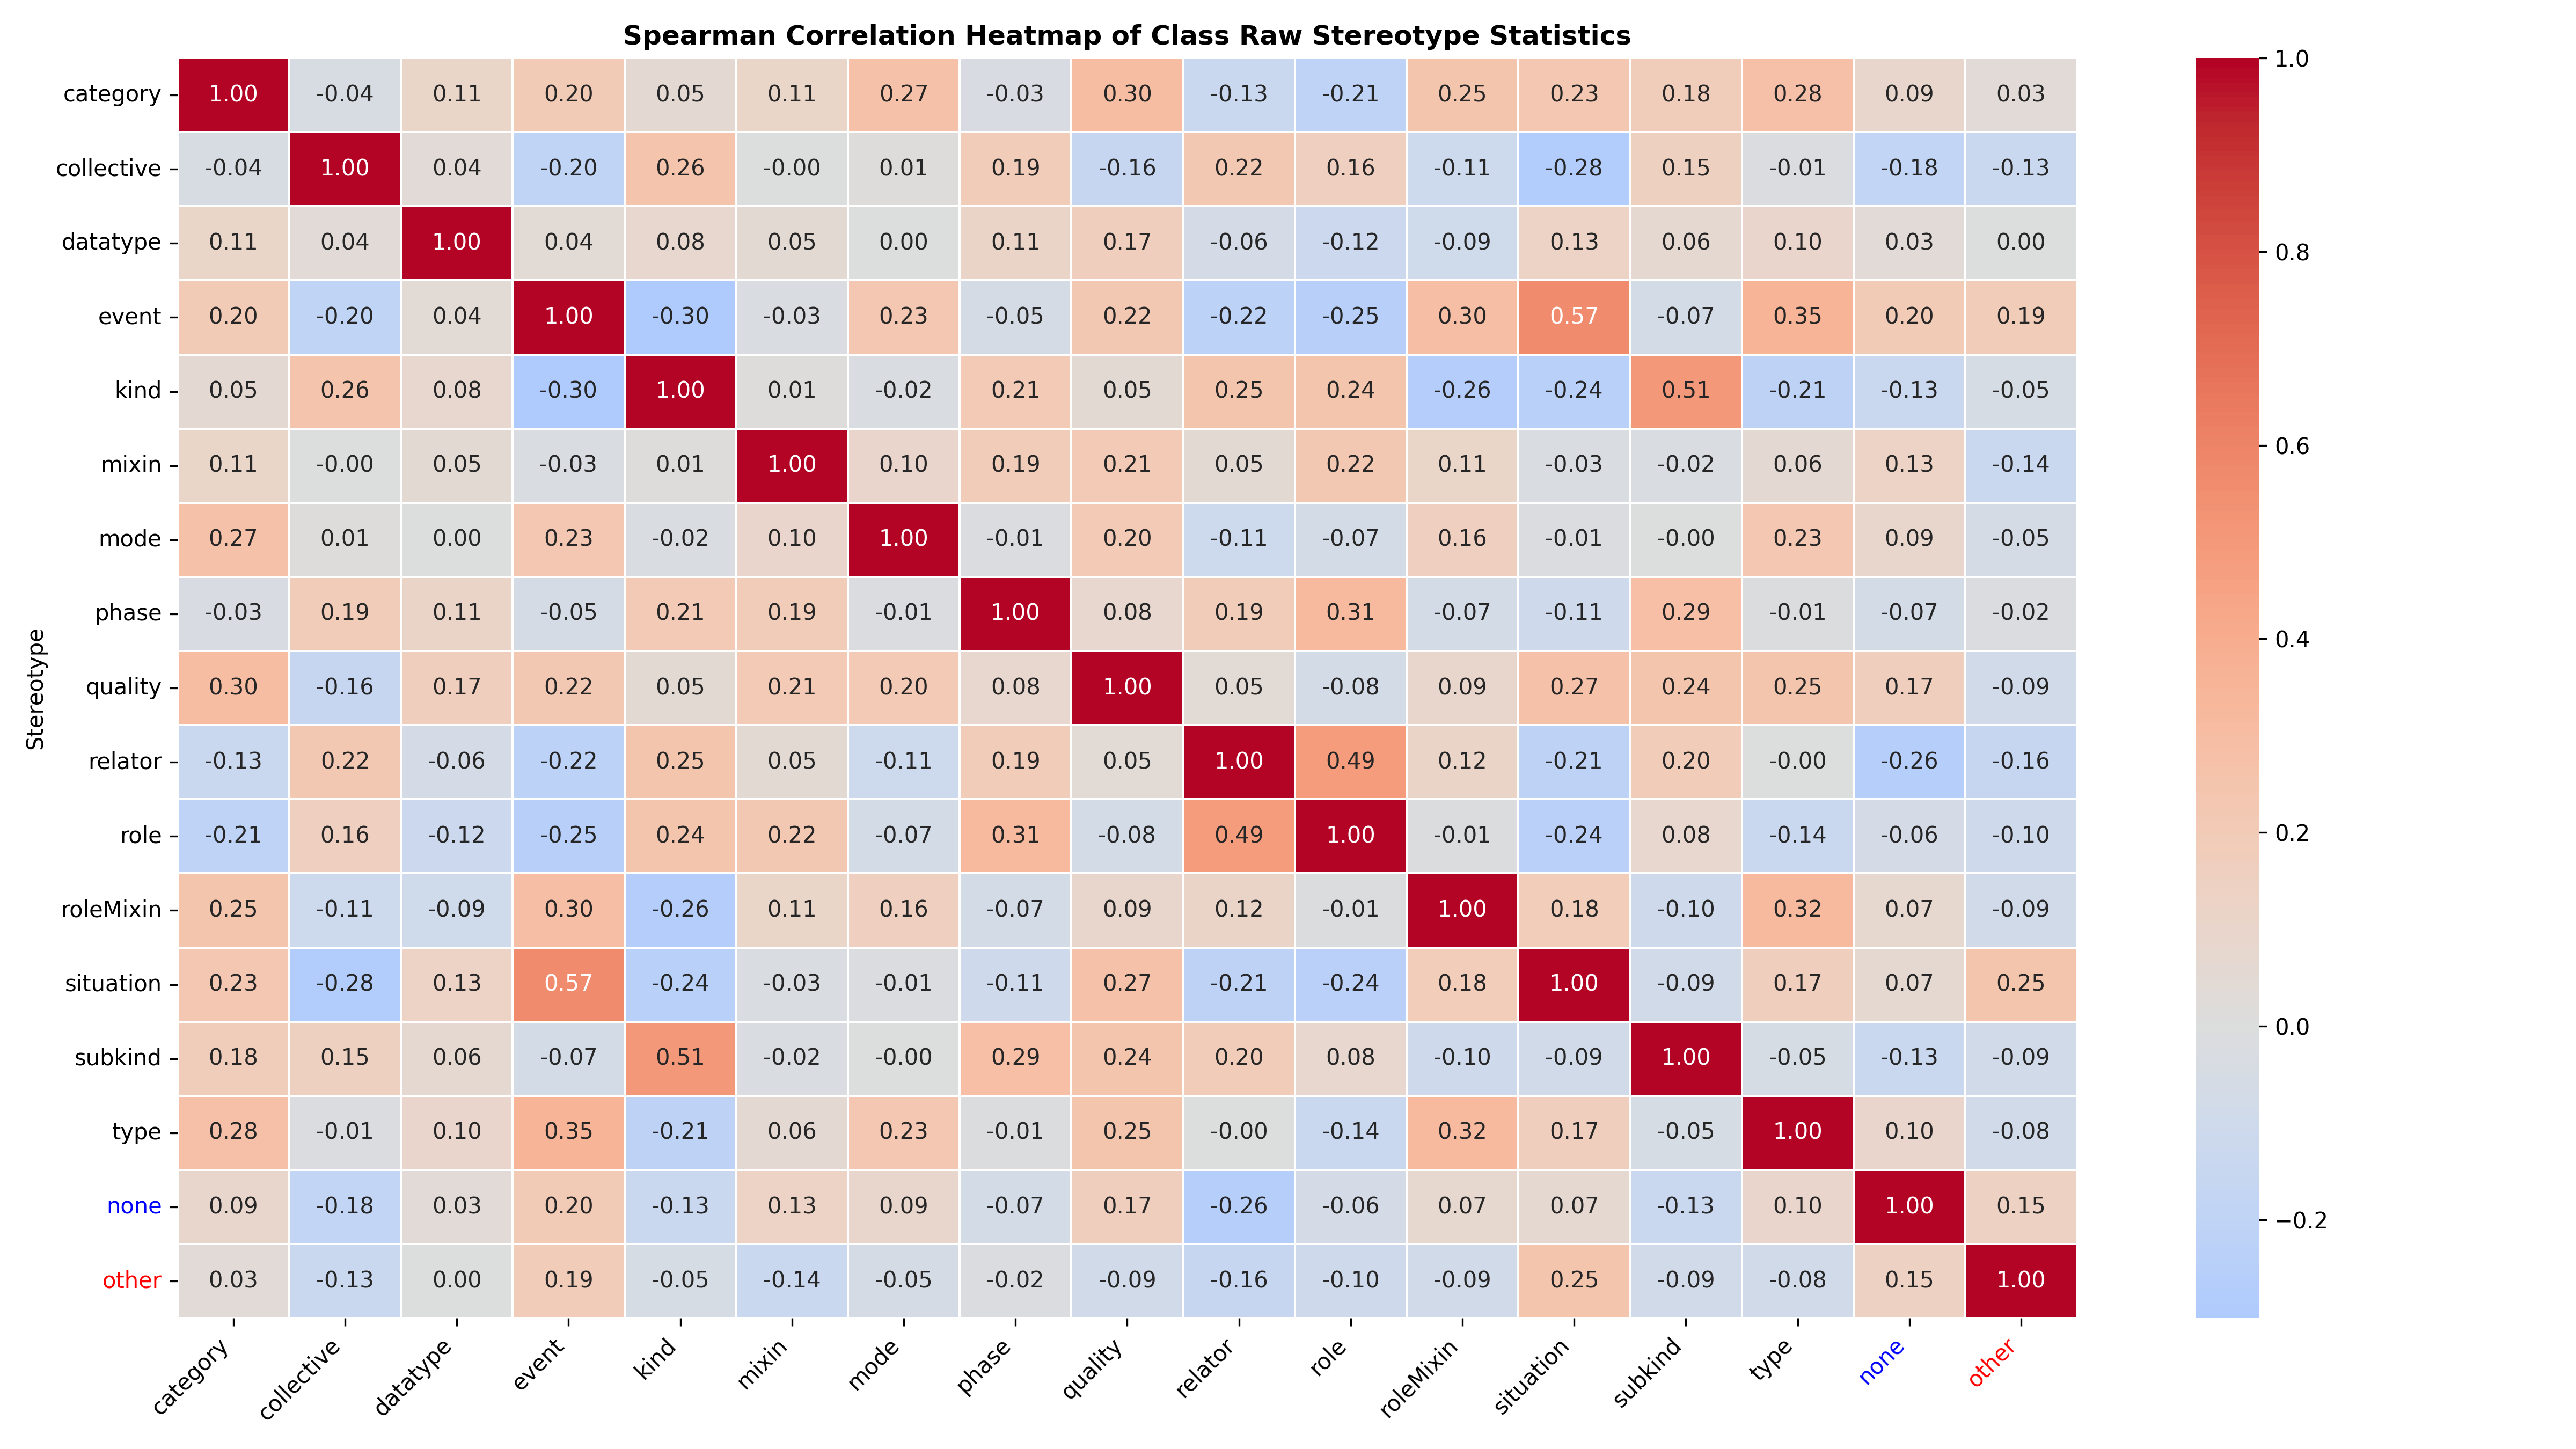 Spearman Correlation Heatmap of Class Raw Stereotype Statistics
Stereotype
category 1.00 -0.04 0.11 0.20 0.05 0.11 0.27 -0.03 0.30 -0.13 -0.21 0.25 0.23 0.18 0.28 0.09 0.03
collective -0.04 1.00 0.04 -0.20 0.26 -0.00 0.01 0.19 -0.16 0.22 0.16 -0.11 -0.28 0.15 -0.01 -0.18 -0.13
datatype 0.11 0.04 1.00 0.04 0.08 0.05 0.00 0.11 0.17 -0.06 -0.12 -0.09 0.13 0.06 0.10 0.03 0.00
event 0.20 -0.20 0.04 1.00 -0.30 -0.03 0.23 -0.05 0.22 -0.22 -0.25 0.30 0.57 -0.07 0.35 0.20 0.19
kind 0.05 0.26 0.08 -0.30 1.00 0.01 -0.02 0.21 0.05 0.25 0.24 -0.26 -0.24 0.51 -0.21 -0.13 -0.05
mixin 0.11 -0.00 0.05 -0.03 0.01 1.00 0.10 0.19 0.21 0.05 0.22 0.11 -0.03 -0.02 0.06 0.13 -0.14
mode 0.27 0.01 0.00 0.23 -0.02 0.10 1.00 -0.01 0.20 -0.11 -0.07 0.16 -0.01 -0.00 0.23 0.09 -0.05
phase -0.03 0.19 0.11 -0.05 0.21 0.19 -0.01 1.00 0.08 0.19 0.31 -0.07 -0.11 0.29 -0.01 -0.07 -0.02
quality 0.30 -0.16 0.17 0.22 0.05 0.21 0.20 0.08 1.00 0.05 -0.08 0.09 0.27 0.24 0.25 0.17 -0.09
relator -0.13 0.22 -0.06 -0.22 0.25 0.05 -0.11 0.19 0.05 1.00 0.49 0.12 -0.21 0.20 -0.00 -0.26 -0.16
role -0.21 0.16 -0.12 -0.25 0.24 0.22 -0.07 0.31 -0.08 0.49 1.00 -0.01 -0.24 0.08 -0.14 -0.06 -0.10
roleMixin 0.25 -0.11 -0.09 0.30 -0.26 0.11 0.16 -0.07 0.09 0.12 -0.01 1.00 0.18 -0.10 0.32 0.07 -0.09
situation 0.23 -0.28 0.13 0.57 -0.24 -0.03 -0.01 -0.11 0.27 -0.21 -0.24 0.18 1.00 -0.09 0.17 0.07 0.25
subkind 0.18 0.15 0.06 -0.07 0.51 -0.02 -0.00 0.29 0.24 0.20 0.08 -0.10 -0.09 1.00 -0.05 -0.13 -0.09
type 0.28 -0.01 0.10 0.35 -0.21 0.06 0.23 -0.01 0.25 -0.00 -0.14 0.32 0.17 -0.05 1.00 0.10 -0.08
none 0.09 -0.18 0.03 0.20 -0.13 0.13 0.09 -0.07 0.17 -0.26 -0.06 0.07 0.07 -0.13 0.10 1.00 0.15
other 0.03 -0.13 0.00 0.19 -0.05 -0.14 -0.05 -0.02 -0.09 -0.16 -0.10 -0.09 0.25 -0.09 -0.08 0.15 1.00
category collective datatype event kind mixin mode phase quality relator role roleMixin situation subkind type none other
1.0
0.8
0.6
0.4
0.2
0.0
−0.2